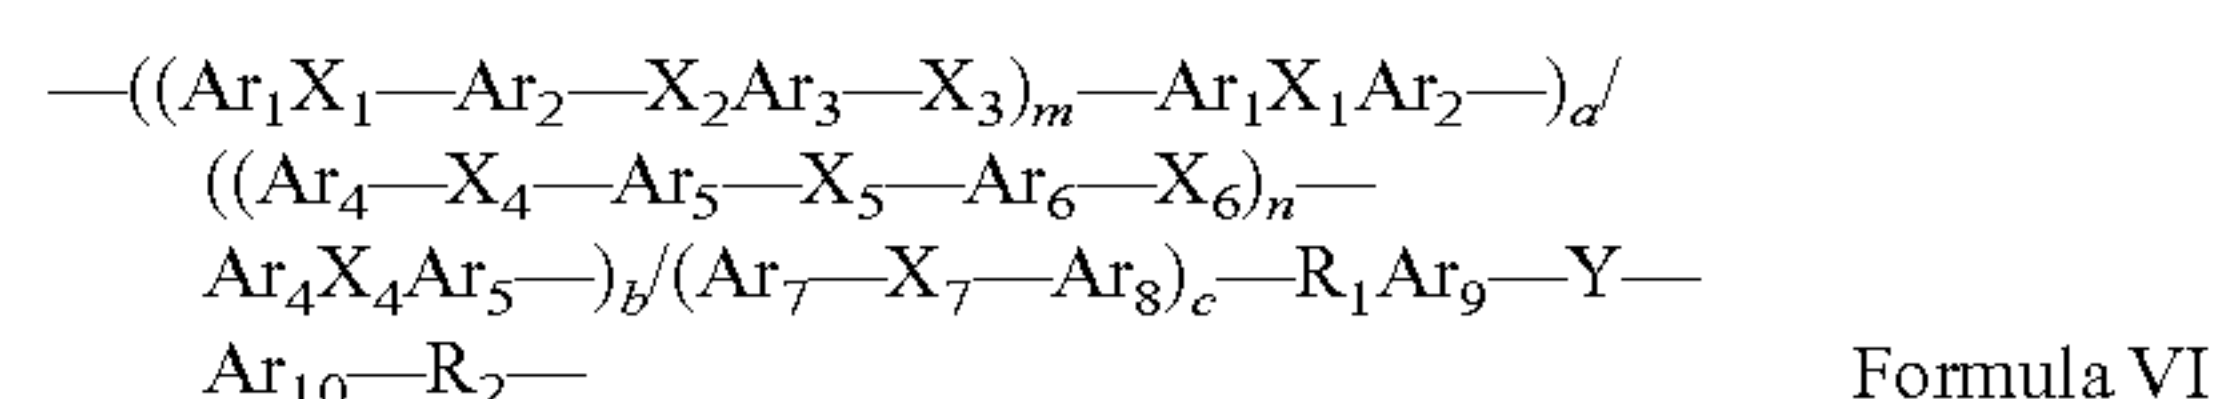 —((Ar₁X₁—Ar₂—X₂Ar₃—X₃)ₘ—Ar₁X₁Ar₂—)ₐ/
((Ar₄—X₄—Ar₅—X₅—Ar₆—X₆)ₙ—
Ar₄X₄Ar₅—)b/(Ar₇—X₇—Ar₈)c—R₁Ar₉—Y—
Ar₁₀—R₂— Formula VI